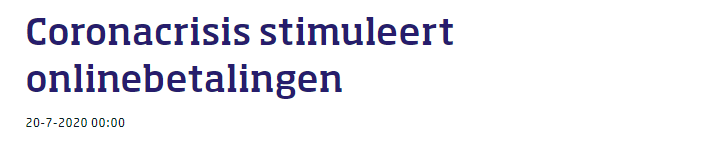 Coronacrisis stimuleert
onlinebetalingen
20-7-2020 00:00